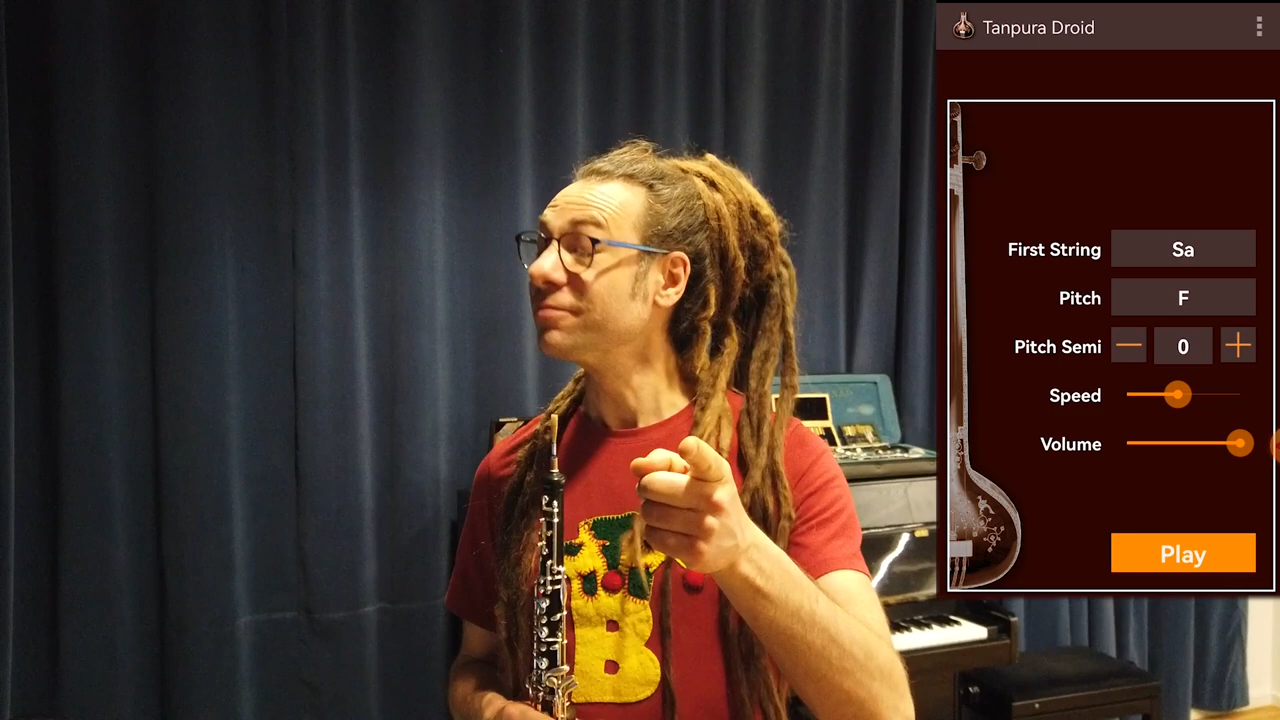 Tanpura Droid
First String Sa
Pitch F
Pitch Semi 0
Speed
Volume
Play
B